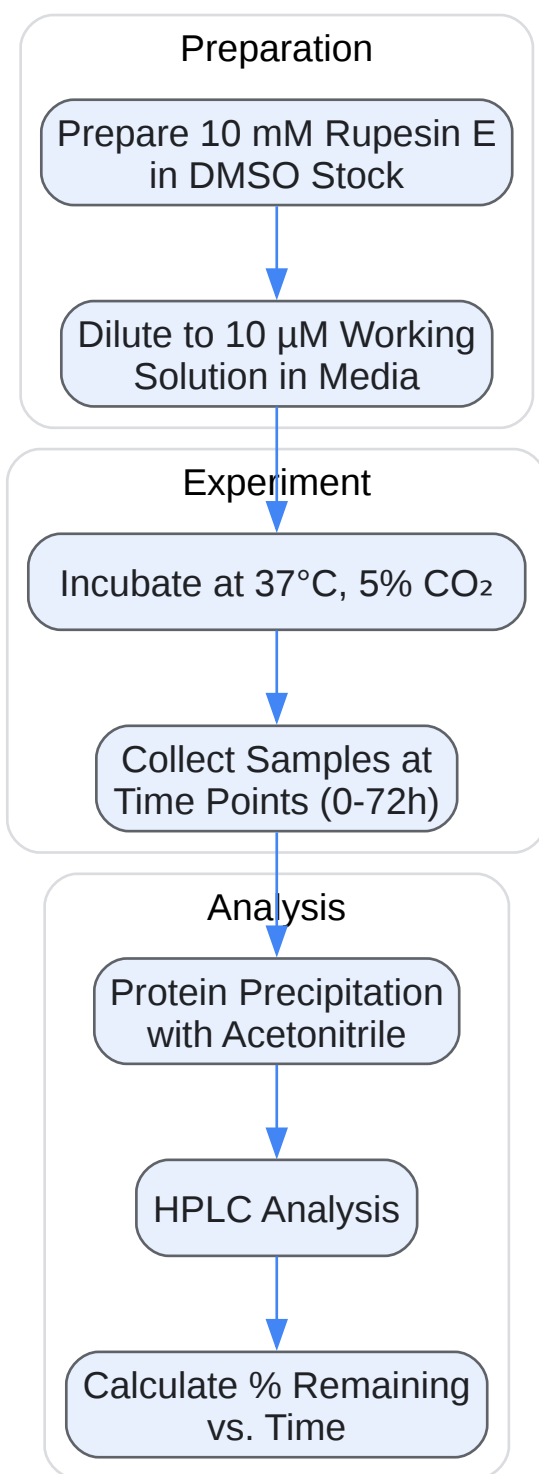 Preparation
Prepare 10 mM Rupesin E
in DMSO Stock
Dilute to 10 µM Working
Solution in Media
Experiment
Incubate at 37°C, 5% CO₂
Collect Samples at
Time Points (0-72h)
Analysis
Protein Precipitation
with Acetonitrile
HPLC Analysis
Calculate % Remaining
vs. Time